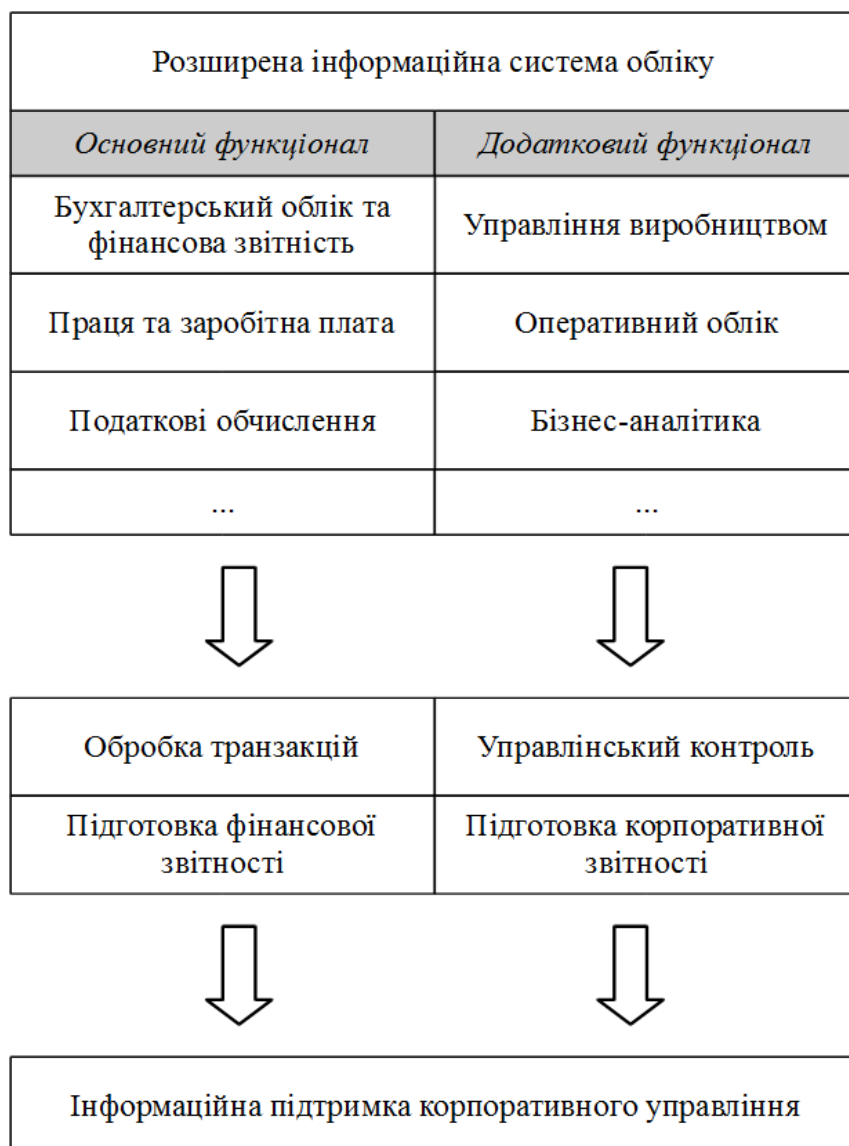 Розширена інформаційна система обліку
Основний функціонал
Додатковий функціонал
Бухгалтерський облік та
фінансова звітність
Управління виробництвом
Праця та заробітна плата
Оперативний облік
Податкові обчислення
Бізнес-аналітика
...
...
Обробка транзакцій
Управлінський контроль
Підготовка фінансової
звітності
Підготовка корпоративної
звітності
Інформаційна підтримка корпоративного управління